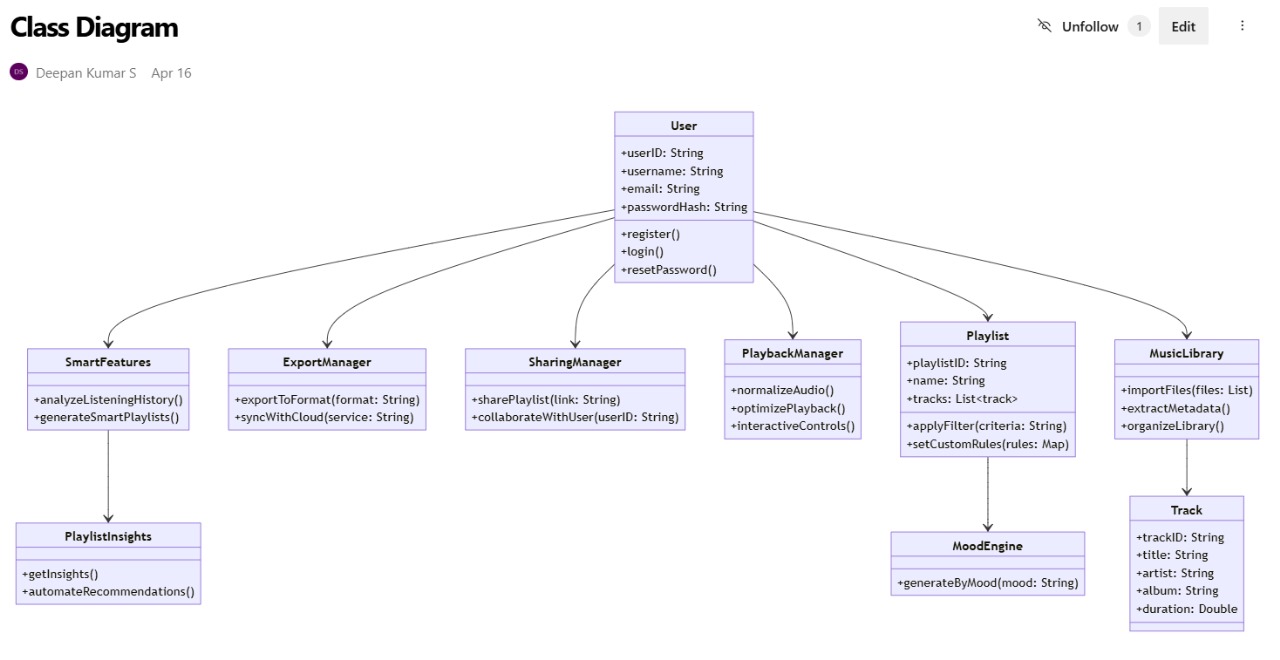 Class Diagram
Unfollow 1 Edit
DS Deepan Kumar S Apr 16
User
+userID: String
+username: String
+email: String
+passwordHash: String
+register()
+login()
+resetPassword()
SmartFeatures
+analyzeListeningHistory()
+generateSmartPlaylists()
ExportManager
+exportToFormat(format: String)
+syncWithCloud(service: String)
SharingManager
+sharePlaylist(link: String)
+collaborateWithUser(userID: String)
PlaybackManager
+normalizeAudio()
+optimizePlayback()
+interactiveControls()
Playlist
+playlistID: String
+name: String
+tracks: List<track>
+applyFilter(criteria: String)
+setCustomRules(rules: Map)
MusicLibrary
+importFiles(files: List)
+extractMetadata()
+organizeLibrary()
PlaylistInsights
+getInsights()
+automateRecommendations()
MoodEngine
+generateByMood(mood: String)
Track
+trackID: String
+title: String
+artist: String
+album: String
+duration: Double